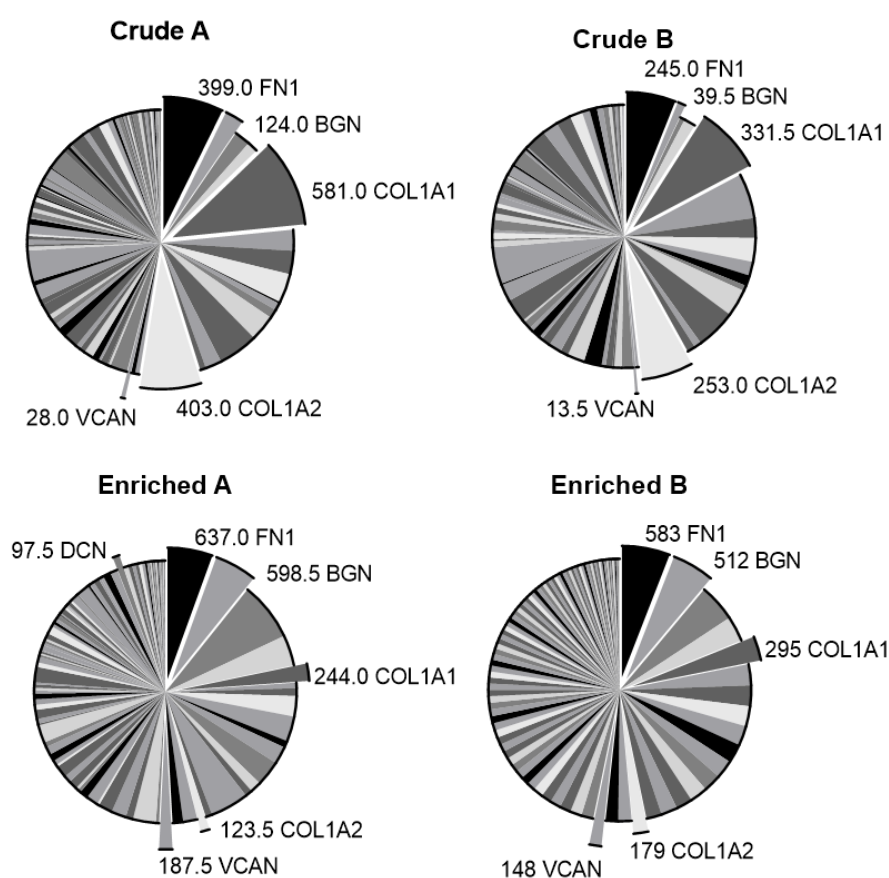 Crude A
399.0 FN1
124.0 BGN
581.0 COL1A1
403.0 COL1A2
28.0 VCAN
Crude B
245.0 FN1
39.5 BGN
331.5 COL1A1
253.0 COL1A2
13.5 VCAN
Enriched A
97.5 DCN
637.0 FN1
598.5 BGN
244.0 COL1A1
123.5 COL1A2
187.5 VCAN
Enriched B
583 FN1
512 BGN
295 COL1A1
179 COL1A2
148 VCAN